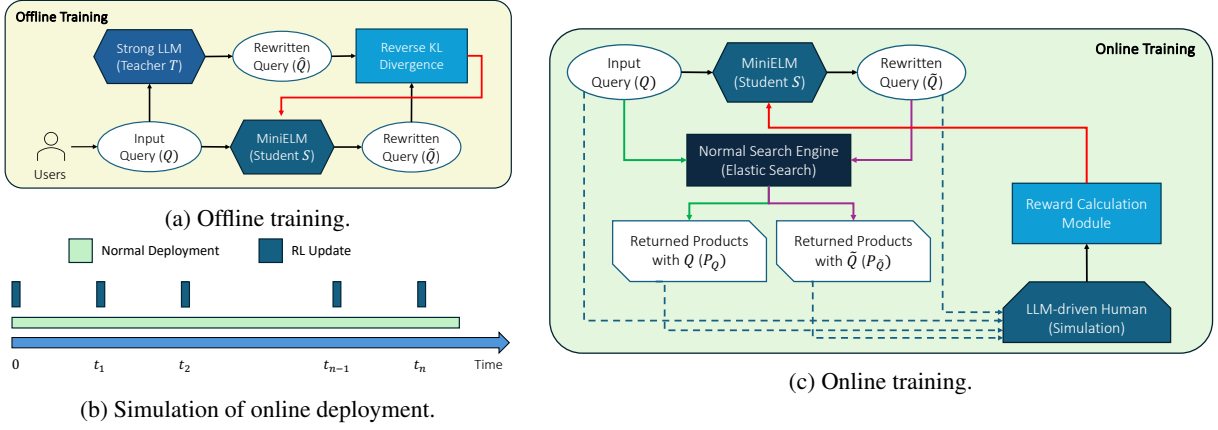 Offline Training
Strong LLM
(Teacher T)
Rewritten
Query (Q̂)
Reverse KL
Divergence
Users
Input
Query (Q)
MiniELM
(Student S)
Rewritten
Query (Q̃)
(a) Offline training.
Normal Deployment
RL Update
0
t₁
t₂
tₙ₋₁
tₙ
Time
(b) Simulation of online deployment.
Online Training
Input
Query (Q)
MiniELM
(Student S)
Rewritten
Query (Q̃)
Normal Search Engine
(Elastic Search)
Returned Products
with Q (P_Q)
Returned Products
with Q̃ (P_Q̃)
Reward Calculation
Module
LLM-driven Human
(Simulation)
(c) Online training.